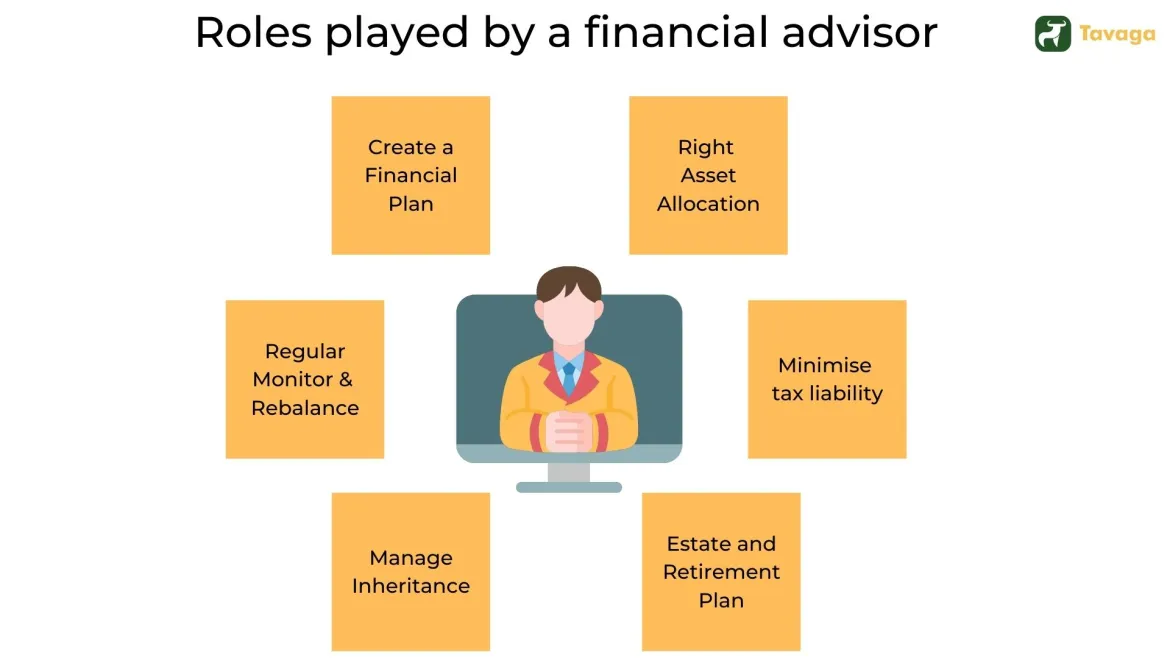 Roles played by a financial advisor
Tavaga
Create a
Financial
Plan
Right
Asset
Allocation
Regular
Monitor &
Rebalance
Minimise
tax liability
Manage
Inheritance
Estate and
Retirement
Plan